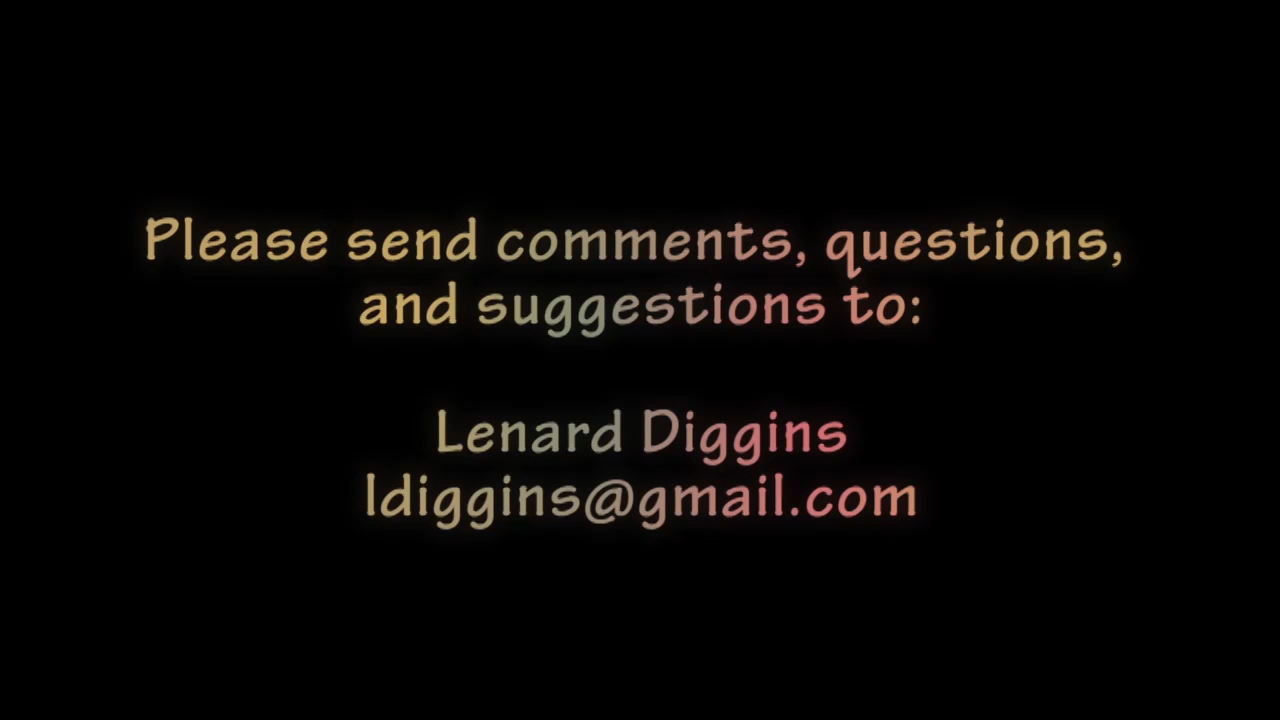 Please send comments, questions,
and suggestions to:
Lenard Diggins
ldiggins@gmail.com